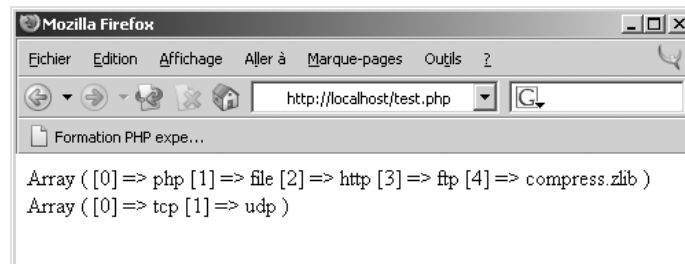 Mozilla Firefox
Fichier Edition Affichage Aller à Marque-pages Outils ?
http://localhost/test.php G
Formation PHP expe...
Array ( [0] => php [1] => file [2] => http [3] => ftp [4] => compress.zlib )
Array ( [0] => tcp [1] => udp )